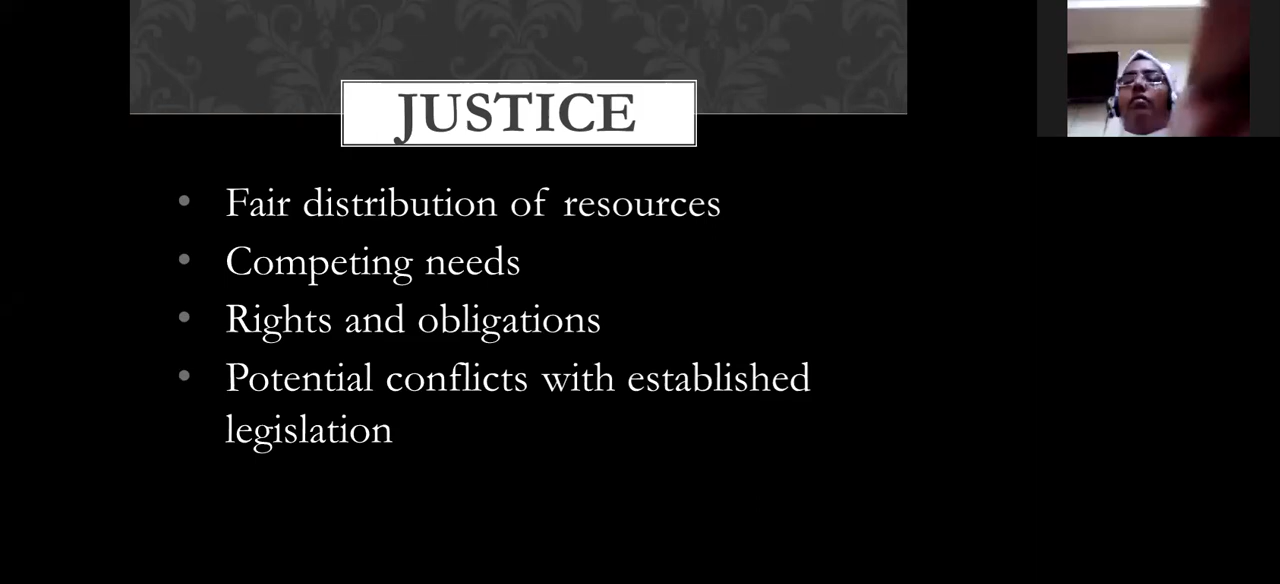 JUSTICE
• Fair distribution of resources
• Competing needs
• Rights and obligations
• Potential conflicts with established
legislation